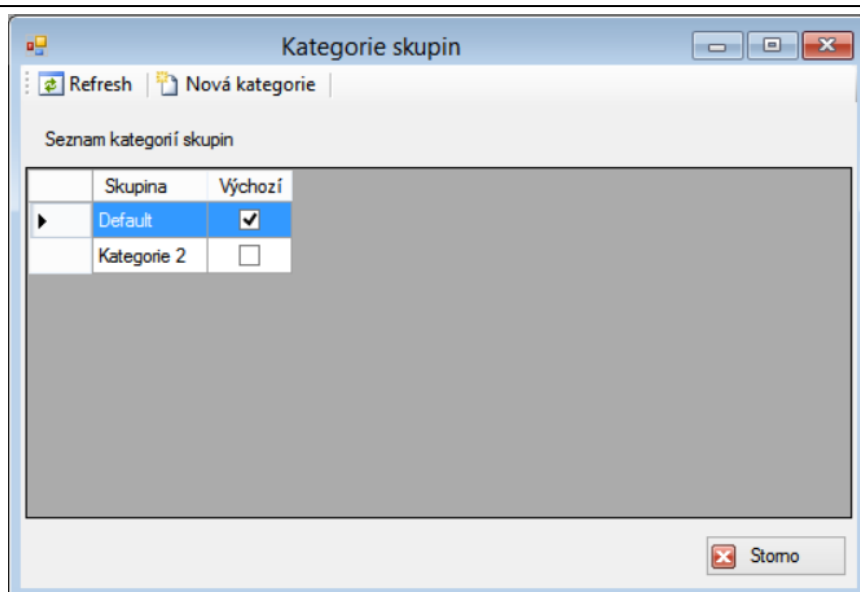 Kategorie skupin
Refresh Nová kategorie
Seznam kategorií skupin
Skupina Výchozí
Default
Kategorie 2
Storno